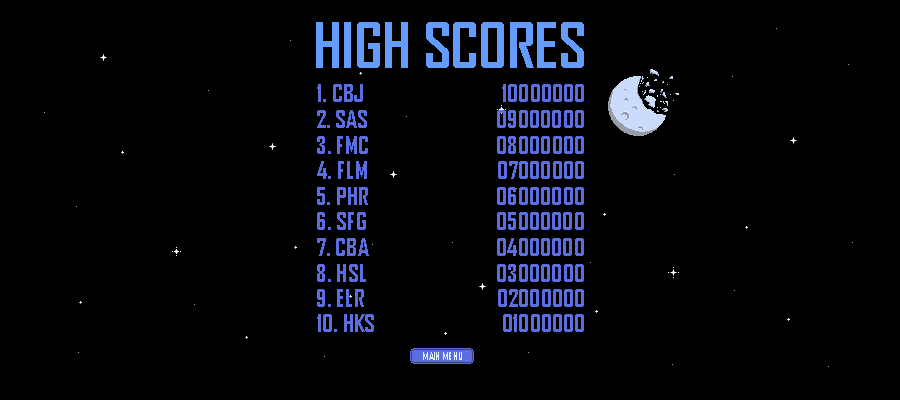 HIGH SCORES
1. CBJ 10000000
2. SAS 09000000
3. FMC 08000000
4. FLM 07000000
5. PHR 06000000
6. SFG 05000000
7. CBA 04000000
8. HSL 03000000
9. ELR 02000000
10. HKS 01000000
MAIN MENU